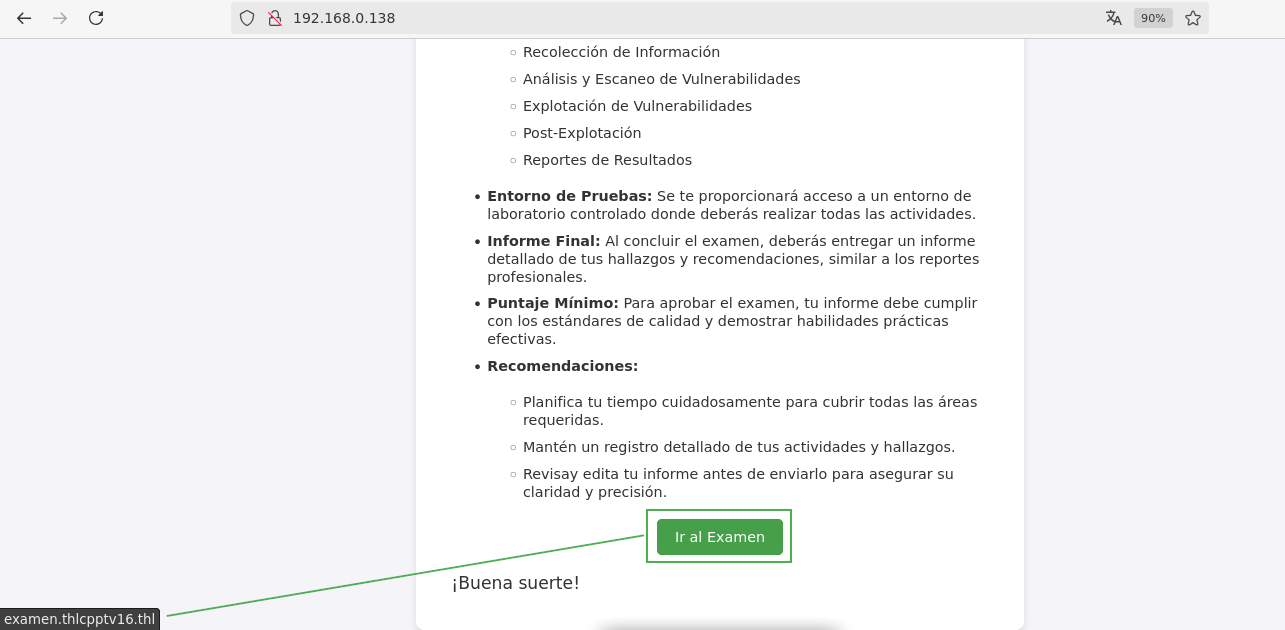 192.168.0.138
90%
Recolección de Información
Análisis y Escaneo de Vulnerabilidades
Explotación de Vulnerabilidades
Post-Explotación
Reportes de Resultados
Entorno de Pruebas: Se te proporcionará acceso a un entorno de
laboratorio controlado donde deberás realizar todas las actividades.
Informe Final: Al concluir el examen, deberás entregar un informe
detallado de tus hallazgos y recomendaciones, similar a los reportes
profesionales.
Puntaje Mínimo: Para aprobar el examen, tu informe debe cumplir
con los estándares de calidad y demostrar habilidades prácticas
efectivas.
Recomendaciones:
Planifica tu tiempo cuidadosamente para cubrir todas las áreas
requeridas.
Mantén un registro detallado de tus actividades y hallazgos.
Revisay edita tu informe antes de enviarlo para asegurar su
claridad y precisión.
Ir al Examen
¡Buena suerte!
examen.thlcpptv16.thl